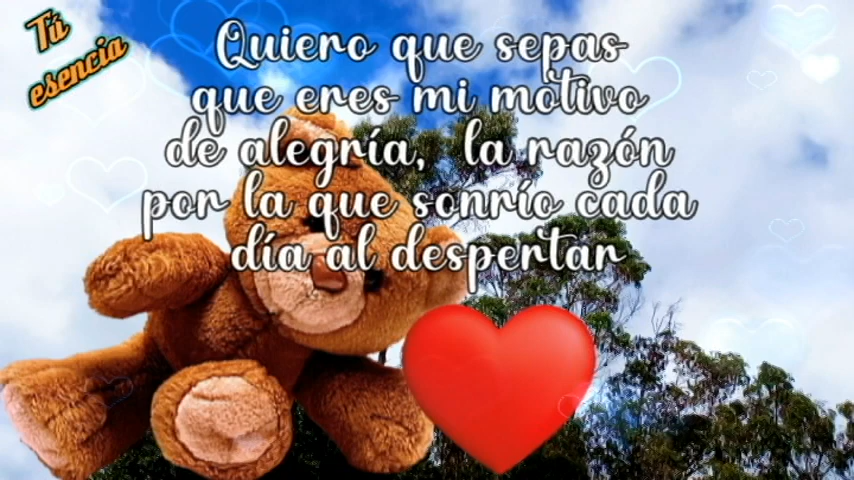 Tú
esencia
Quiero que sepas
que eres mi motivo
de alegría, la razón
por la que sonrío cada
día al despertar